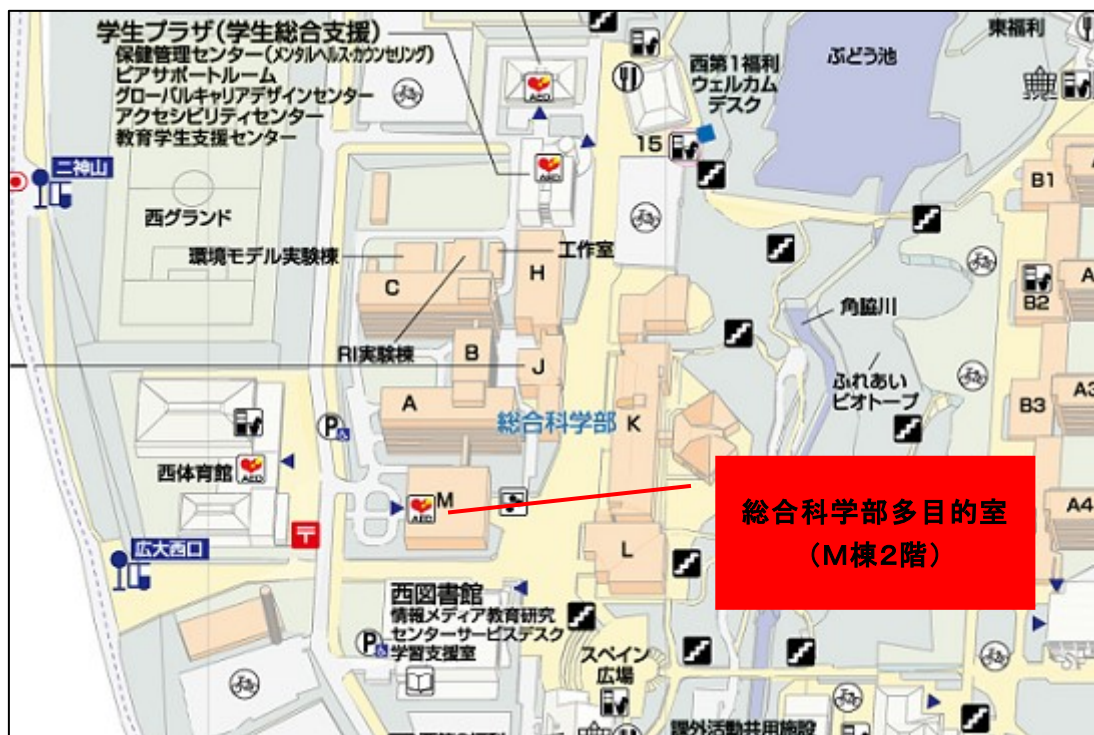 学生プラザ(学生総合支援)
保健管理センター(メンタルヘルス・カウンセリング)
ピアサポートルーム
グローバルキャリアデザインセンター
アクセシビリティセンター
教育学生支援センター
AED
AED
西第1福利
ウェルカム
デスク
15
ぶどう池
東福利
二神山
西グランド
環境モデル実験棟
工作室
RI実験棟
C
H
B
J
A
K
総合科学部
M
AED
L
P
西体育館
AED
〒
広大西口
角脇川
ふれあい
ビオトープ
B1
B2
B3
A3
A4
総合科学部多目的室
(M棟2階)
西図書館
情報メディア教育研究
センターサービスデスク
学習支援室
P
スペイン
広場
課外活動共用施設